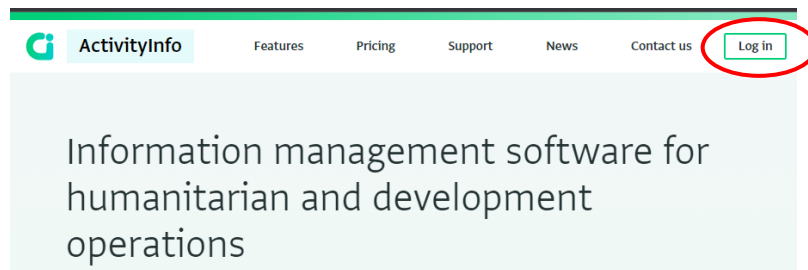 ActivityInfo Features Pricing Support News Contact us Log in
Information management software for
humanitarian and development
operations